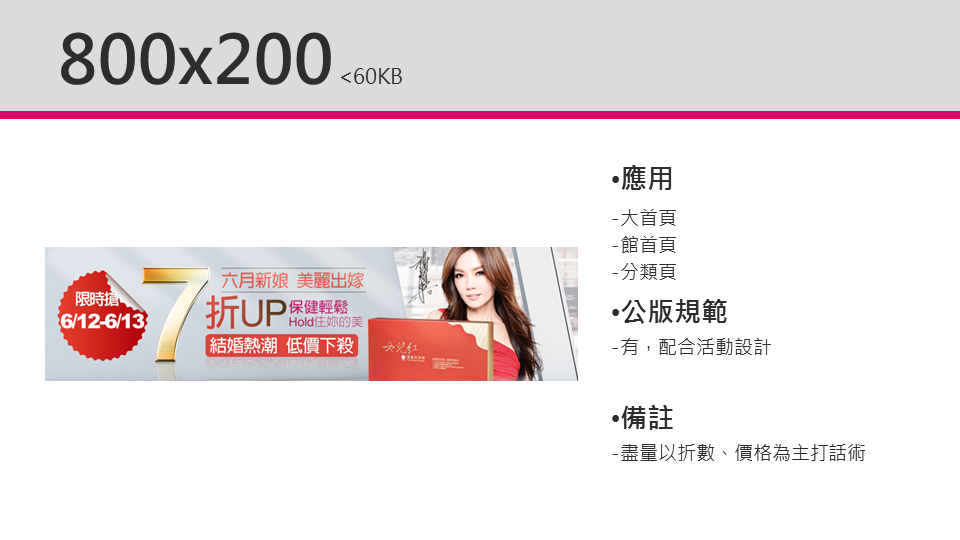 800x200 <60KB
限時搶
6/12-6/13
7
六月新娘 美麗出嫁
折UP
保健輕鬆
Hold住妳的美
結婚熱潮 低價下殺
女兒紅
•應用
-大首頁
-館首頁
-分類頁
•公版規範
-有，配合活動設計
•備註
-盡量以折數、價格為主打話術